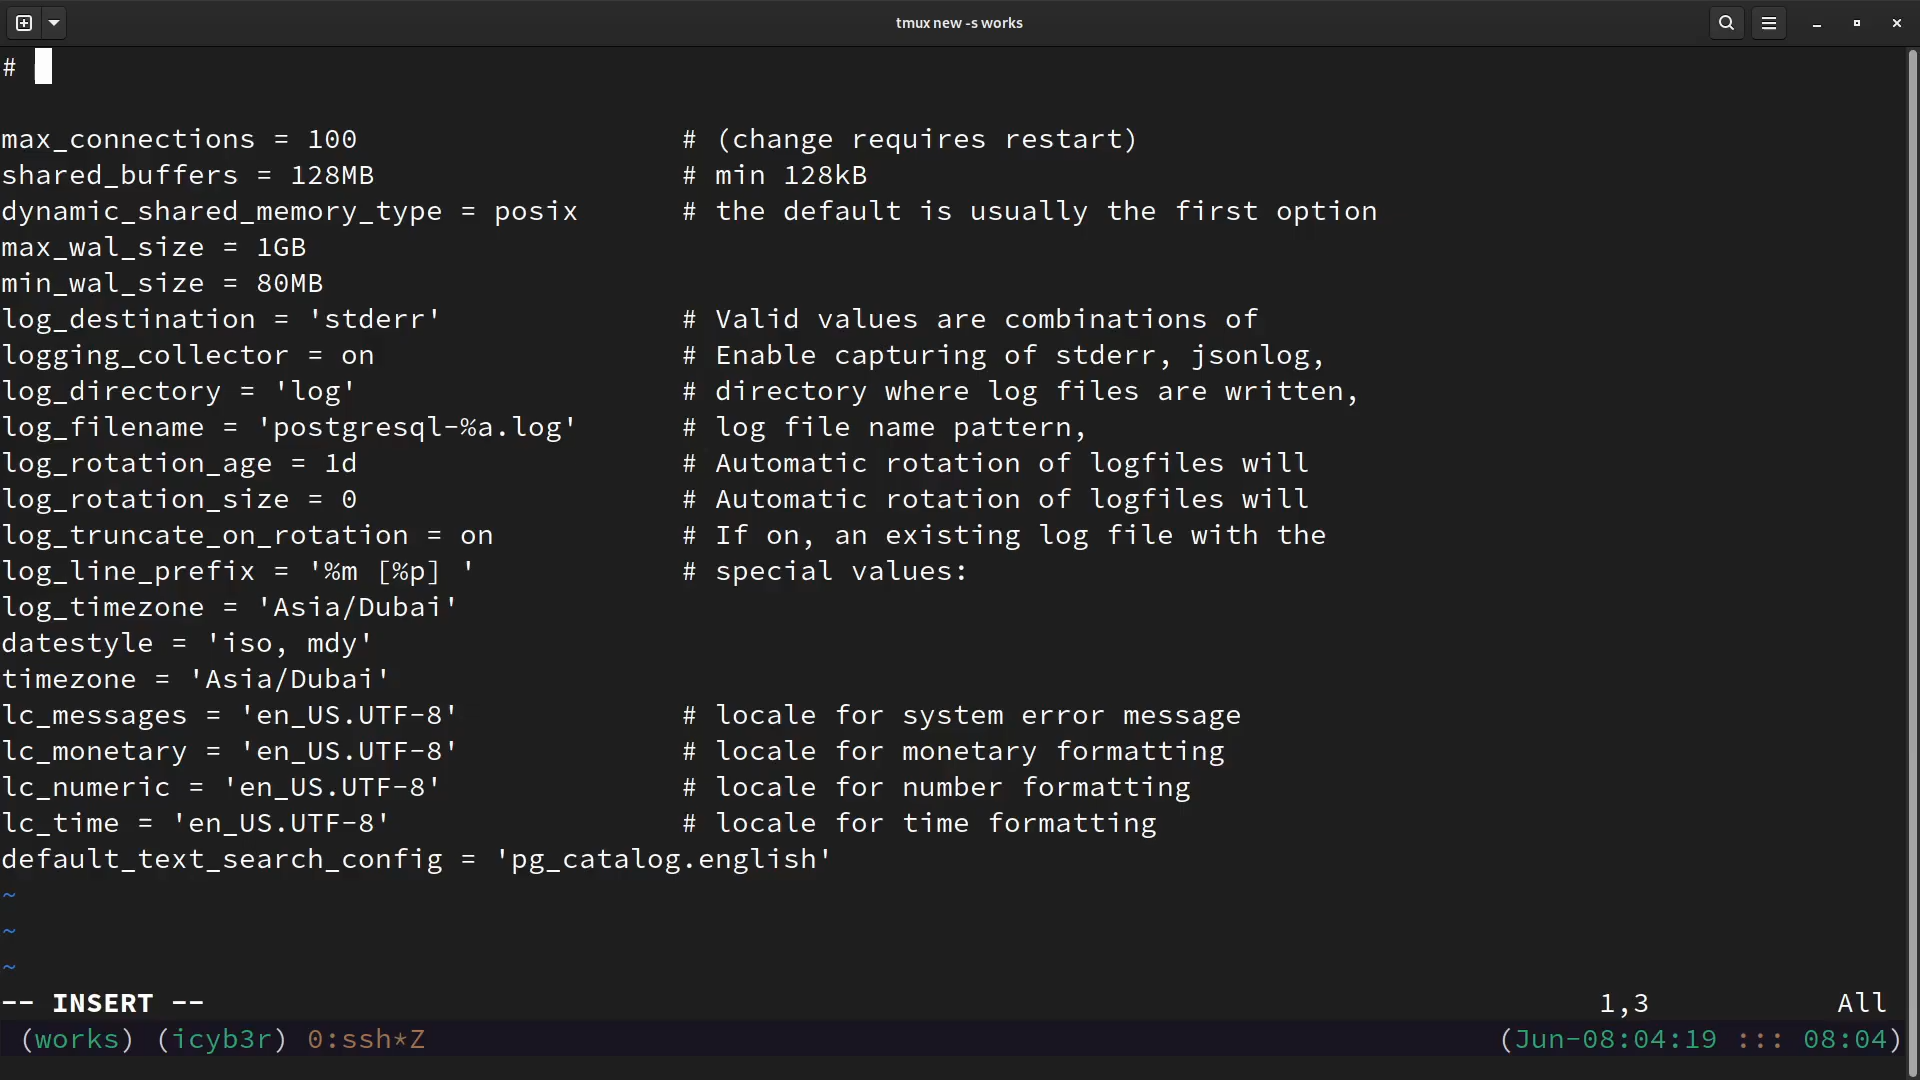 tmux new -s works
#
max_connections = 100                   # (change requires restart)
shared_buffers = 128MB                  # min 128kB
dynamic_shared_memory_type = posix      # the default is usually the first option
max_wal_size = 1GB
min_wal_size = 80MB
log_destination = 'stderr'              # Valid values are combinations of
logging_collector = on                  # Enable capturing of stderr, jsonlog,
log_directory = 'log'                   # directory where log files are written,
log_filename = 'postgresql-%a.log'      # log file name pattern,
log_rotation_age = 1d                   # Automatic rotation of logfiles will
log_rotation_size = 0                   # Automatic rotation of logfiles will
log_truncate_on_rotation = on           # If on, an existing log file with the
log_line_prefix = '%m [%p] '            # special values:
log_timezone = 'Asia/Dubai'
datestyle = 'iso, mdy'
timezone = 'Asia/Dubai'
lc_messages = 'en_US.UTF-8'             # locale for system error message
lc_monetary = 'en_US.UTF-8'             # locale for monetary formatting
lc_numeric = 'en_US.UTF-8'              # locale for number formatting
lc_time = 'en_US.UTF-8'                 # locale for time formatting
default_text_search_config = 'pg_catalog.english'
~
~
~
-- INSERT --                                                                  1,3           All
(works) (icyb3r) 0:ssh*Z                                                (Jun-08:04:19 ::: 08:04)